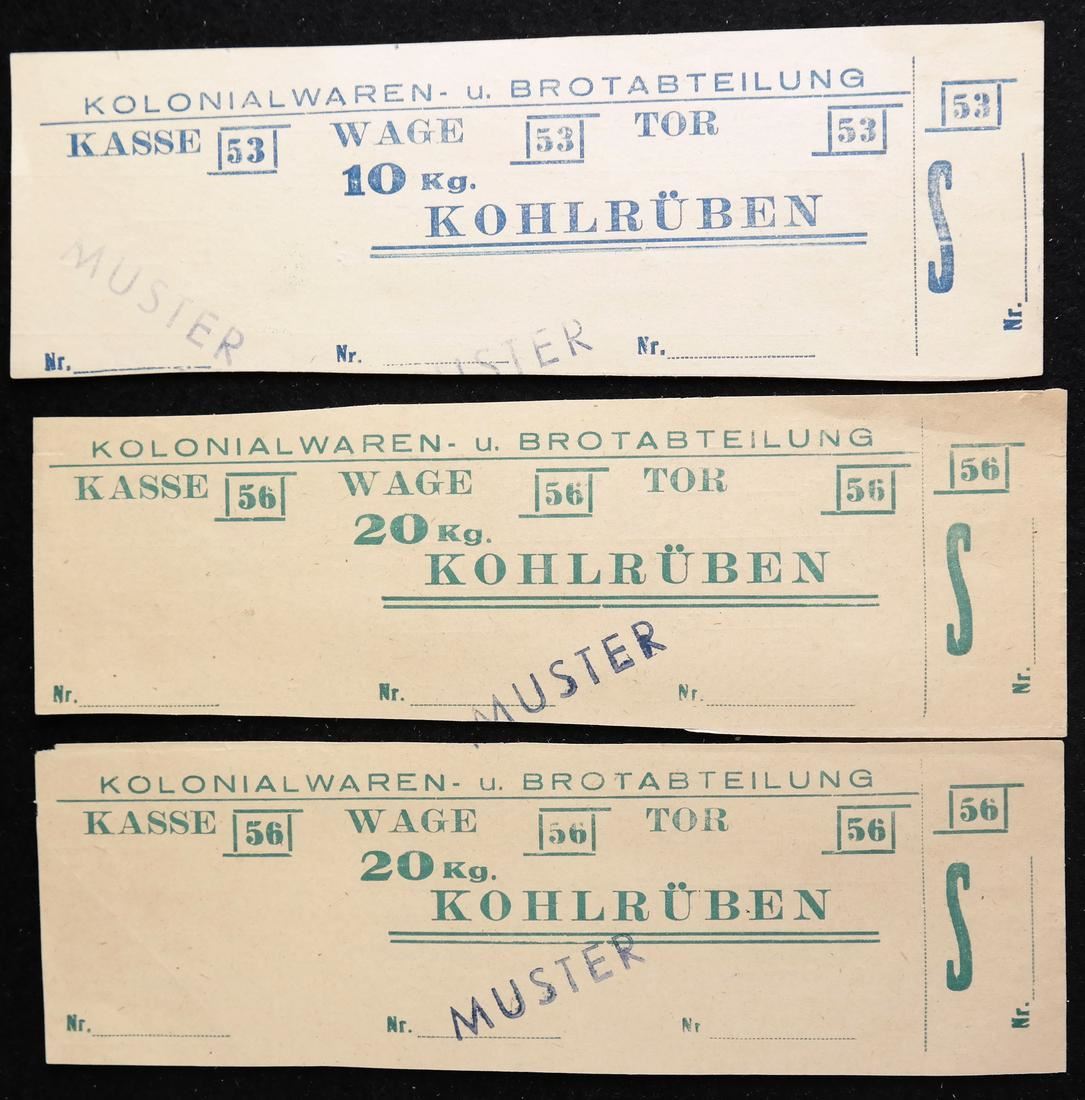 KOLONIALWAREN- u. BROTABTEILUNG
KASSE 53 WAGE 53 TOR 53 53
10 Kg.
KOHLRÜBEN
S
MUSTER
MUSTER
Nr. Nr. Nr. Nr.
KOLONIALWAREN- u. BROTABTEILUNG
KASSE 56 WAGE 56 TOR 56 56
20 Kg.
KOHLRÜBEN
S
MUSTER
Nr. Nr. Nr. Nr.
KOLONIALWAREN- u. BROTABTEILUNG
KASSE 56 WAGE 56 TOR 56 56
20 Kg.
KOHLRÜBEN
S
MUSTER
Nr. Nr. Nr Nr.